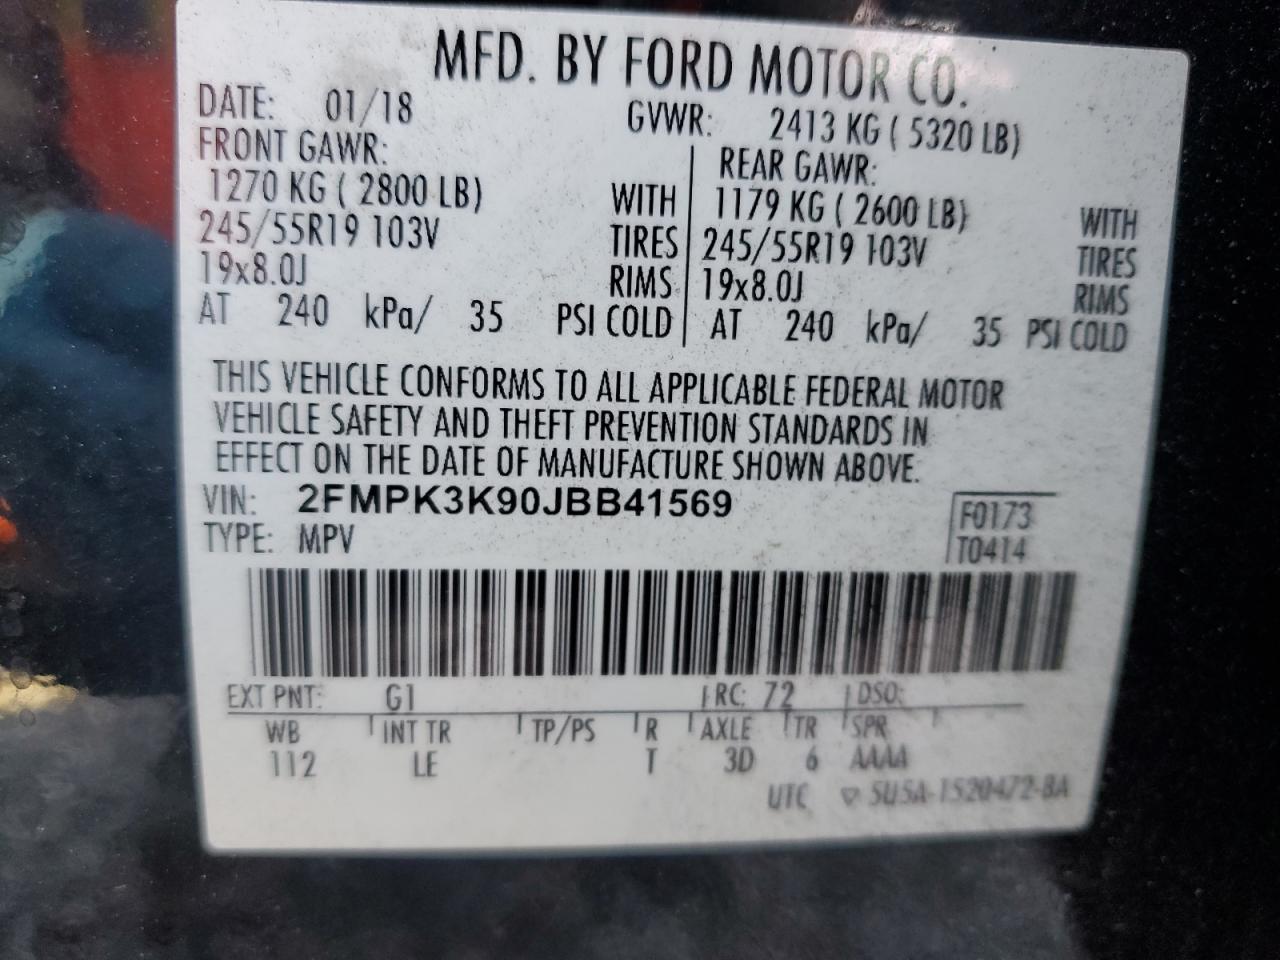 MFD. BY FORD MOTOR CO.
DATE: 01/18 GVWR: 2413 KG ( 5320 LB)
FRONT GAWR: REAR GAWR:
1270 KG ( 2800 LB) WITH 1179 KG ( 2600 LB) WITH
245/55R19 103V TIRES 245/55R19 103V TIRES
19x8.0J RIMS 19x8.0J RIMS
AT 240 kPa/ 35 PSI COLD AT 240 kPa/ 35 PSI COLD
THIS VEHICLE CONFORMS TO ALL APPLICABLE FEDERAL MOTOR
VEHICLE SAFETY AND THEFT PREVENTION STANDARDS IN
EFFECT ON THE DATE OF MANUFACTURE SHOWN ABOVE.
VIN: 2FMPK3K90JBB41569 F0173
TYPE: MPV T0414
EXT PNT: G1 RC: 72 DSO:
WB INT TR TP/PS R AXLE TR SPR
112 LE T 3D 6 AAAA
UTC ▽ 5U5A-1520472-BA